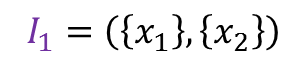 I₁ = ({x₁},{x₂})